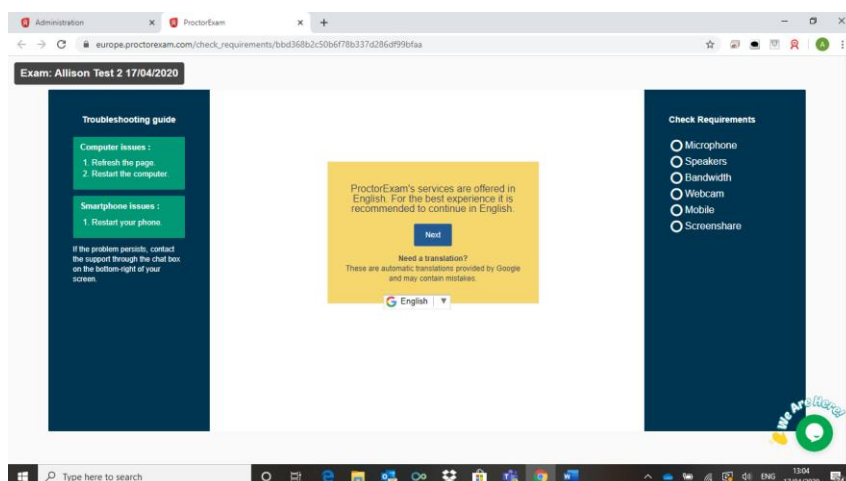 Administration
ProctorExam
europe.proctorexam.com/check_requirements/bbd368b2c50b6f78b337d286df99bfaa
A
Exam: Allison Test 2 17/04/2020
Troubleshooting guide
Computer issues :
1. Refresh the page.
2. Restart the computer.
Smartphone issues :
1. Restart your phone.
If the problem persists, contact
the support through the chat box
on the bottom-right of your
screen.
ProctorExam's services are offered in
English. For the best experience it is
recommended to continue in English.
Next
Need a translation?
These are automatic translations provided by Google
and may contain mistakes.
G English
Check Requirements
Microphone
Speakers
Bandwidth
Webcam
Mobile
Screenshare
We Are Here!
Type here to search
ENG
13:04
17/04/2020